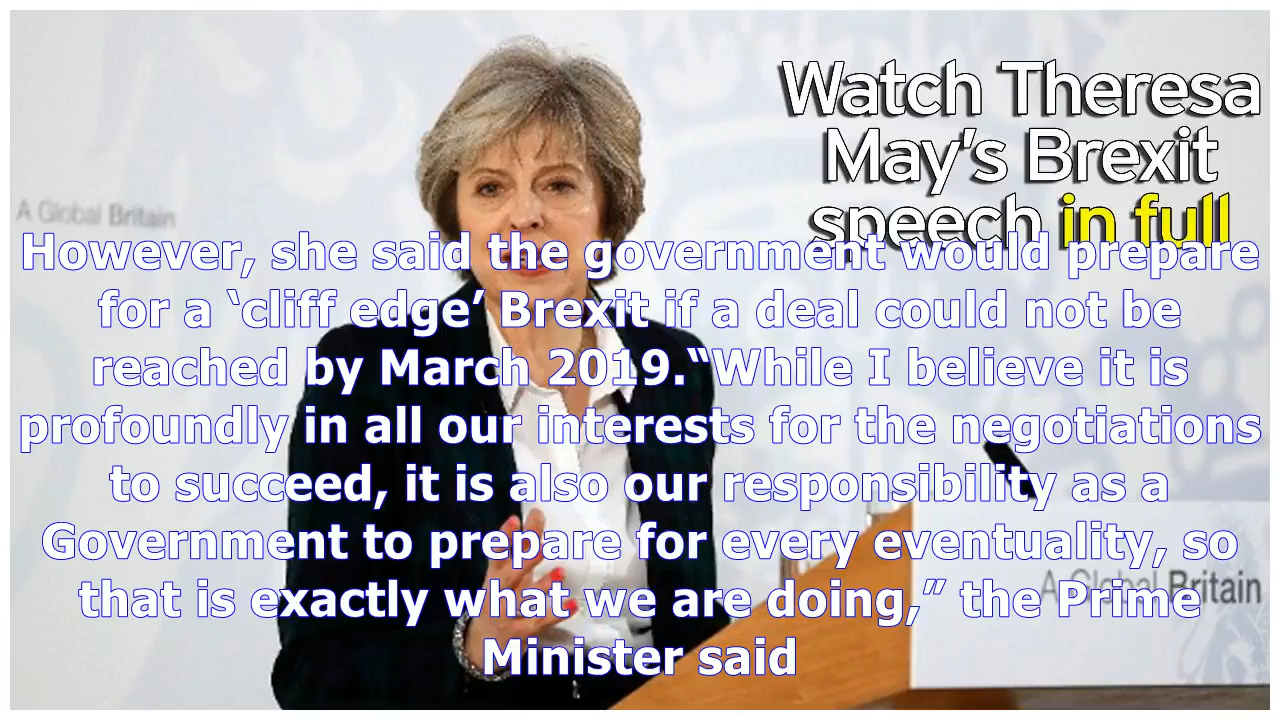 Watch Theresa
May's Brexit
speech in full
A Global Britain
However, she said the government would prepare
for a ‘cliff edge’ Brexit if a deal could not be
reached by March 2019.“While I believe it is
profoundly in all our interests for the negotiations
to succeed, it is also our responsibility as a
Government to prepare for every eventuality, so
that is exactly what we are doing,” the Prime
Minister said
A Global Britain